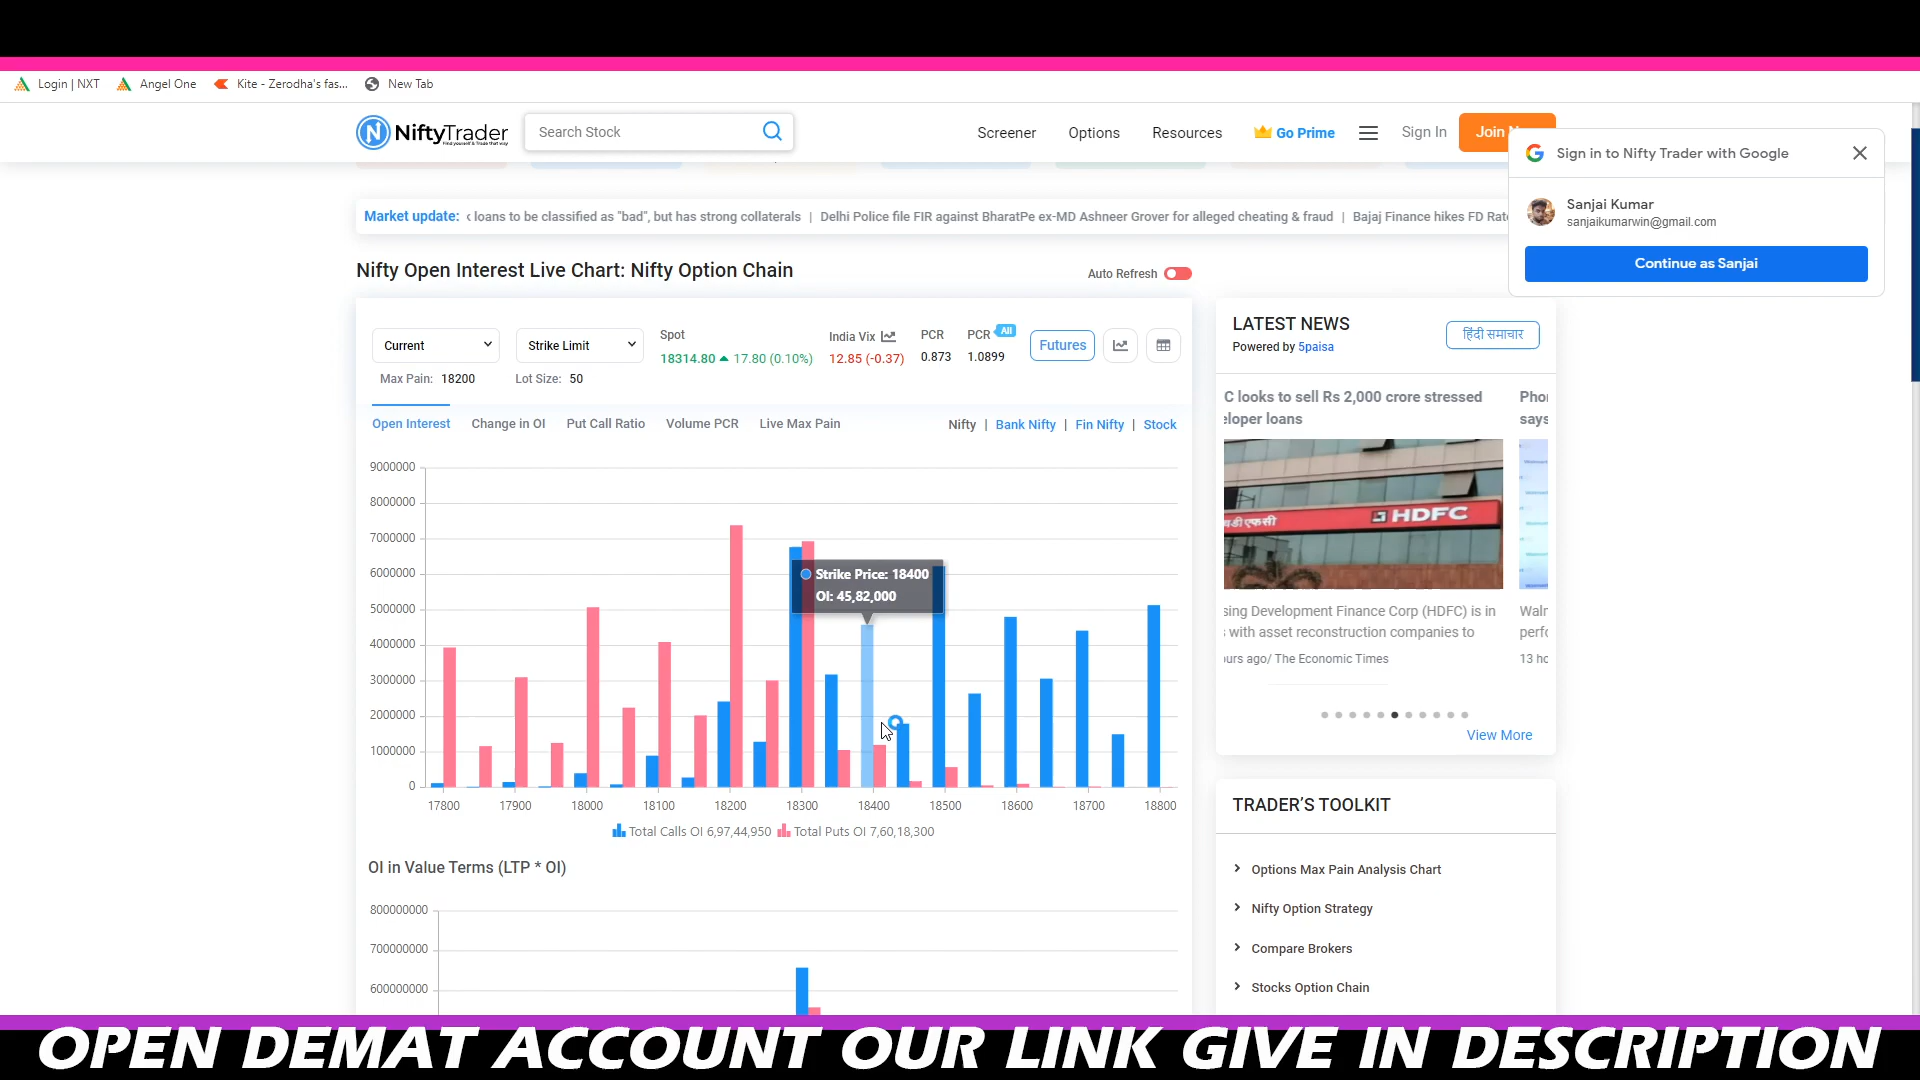 Login | NXT
Angel One
Kite - Zerodha's fas...
New Tab
NiftyTrader
Search Stock
Screener
Options
Resources
Go Prime
Sign In
Join
Sign in to Nifty Trader with Google
Sanjai Kumar
sanjaikumarwin@gmail.com
Continue as Sanjai
Market update:
loans to be classified as "bad", but has strong collaterals | Delhi Police file FIR against BharatPe ex-MD Ashneer Grover for alleged cheating & fraud | Bajaj Finance hikes FD Rat
Nifty Open Interest Live Chart: Nifty Option Chain
Auto Refresh
Current
Strike Limit
Spot
18314.80 17.80 (0.10%)
India Vix
12.85 (-0.37)
PCR
0.873
PCR All
1.0899
Futures
Max Pain: 18200
Lot Size: 50
Open Interest
Change in OI
Put Call Ratio
Volume PCR
Live Max Pain
Nifty | Bank Nifty | Fin Nifty | Stock
9000000
8000000
7000000
6000000
5000000
4000000
3000000
2000000
1000000
0
Strike Price: 18400
OI: 45,82,000
17800 17900 18000 18100 18200 18300 18400 18500 18600 18700 18800
Total Calls OI 6,97,44,950 Total Puts OI 7,60,18,300
OI in Value Terms (LTP * OI)
800000000
700000000
600000000
LATEST NEWS
Powered by 5paisa
हिंदी समाचार
C looks to sell Rs 2,000 crore stressed
eloper loans
Pho
says
एफसी
HDFC
sing Development Finance Corp (HDFC) is in
with asset reconstruction companies to
urs ago/ The Economic Times
Waln
perf
13 ho
View More
TRADER'S TOOLKIT
Options Max Pain Analysis Chart
Nifty Option Strategy
Compare Brokers
Stocks Option Chain
OPEN DEMAT ACCOUNT OUR LINK GIVE IN DESCRIPTION